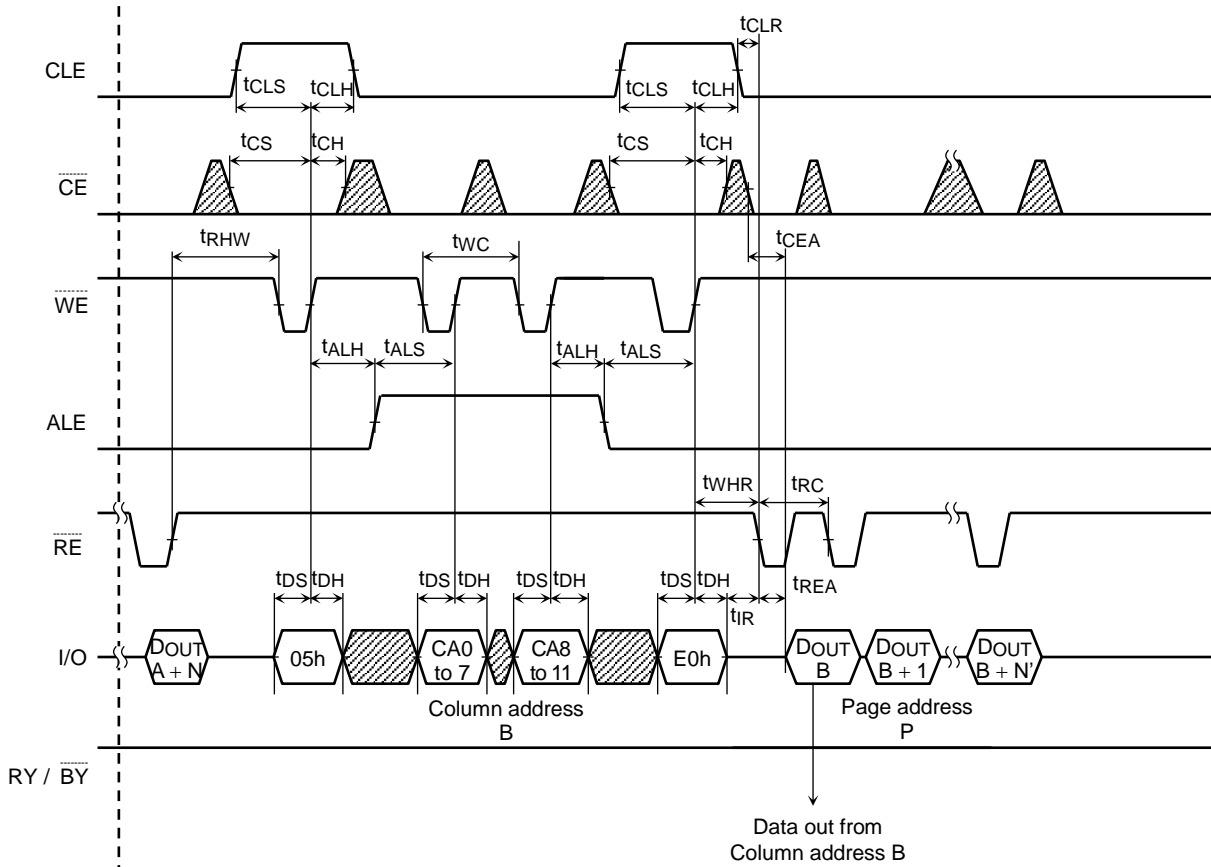 tCLR
CLE
tCLS tCLH tCLS tCLH
tCS tCH tCS tCH
CE
tRHW tWC tCEA
WE
tALH tALS tALH tALS
ALE
tWHR tRC
RE
tDS tDH tDS tDH tDS tDH tDS tDH tREA
tIR
I/O
DOUT
A + N
05h
CA0
to 7
CA8
to 11
E0h
DOUT
B
DOUT
B + 1
DOUT
B + N’
Column address
B
Page address
P
RY / BY
Data out from
Column address B